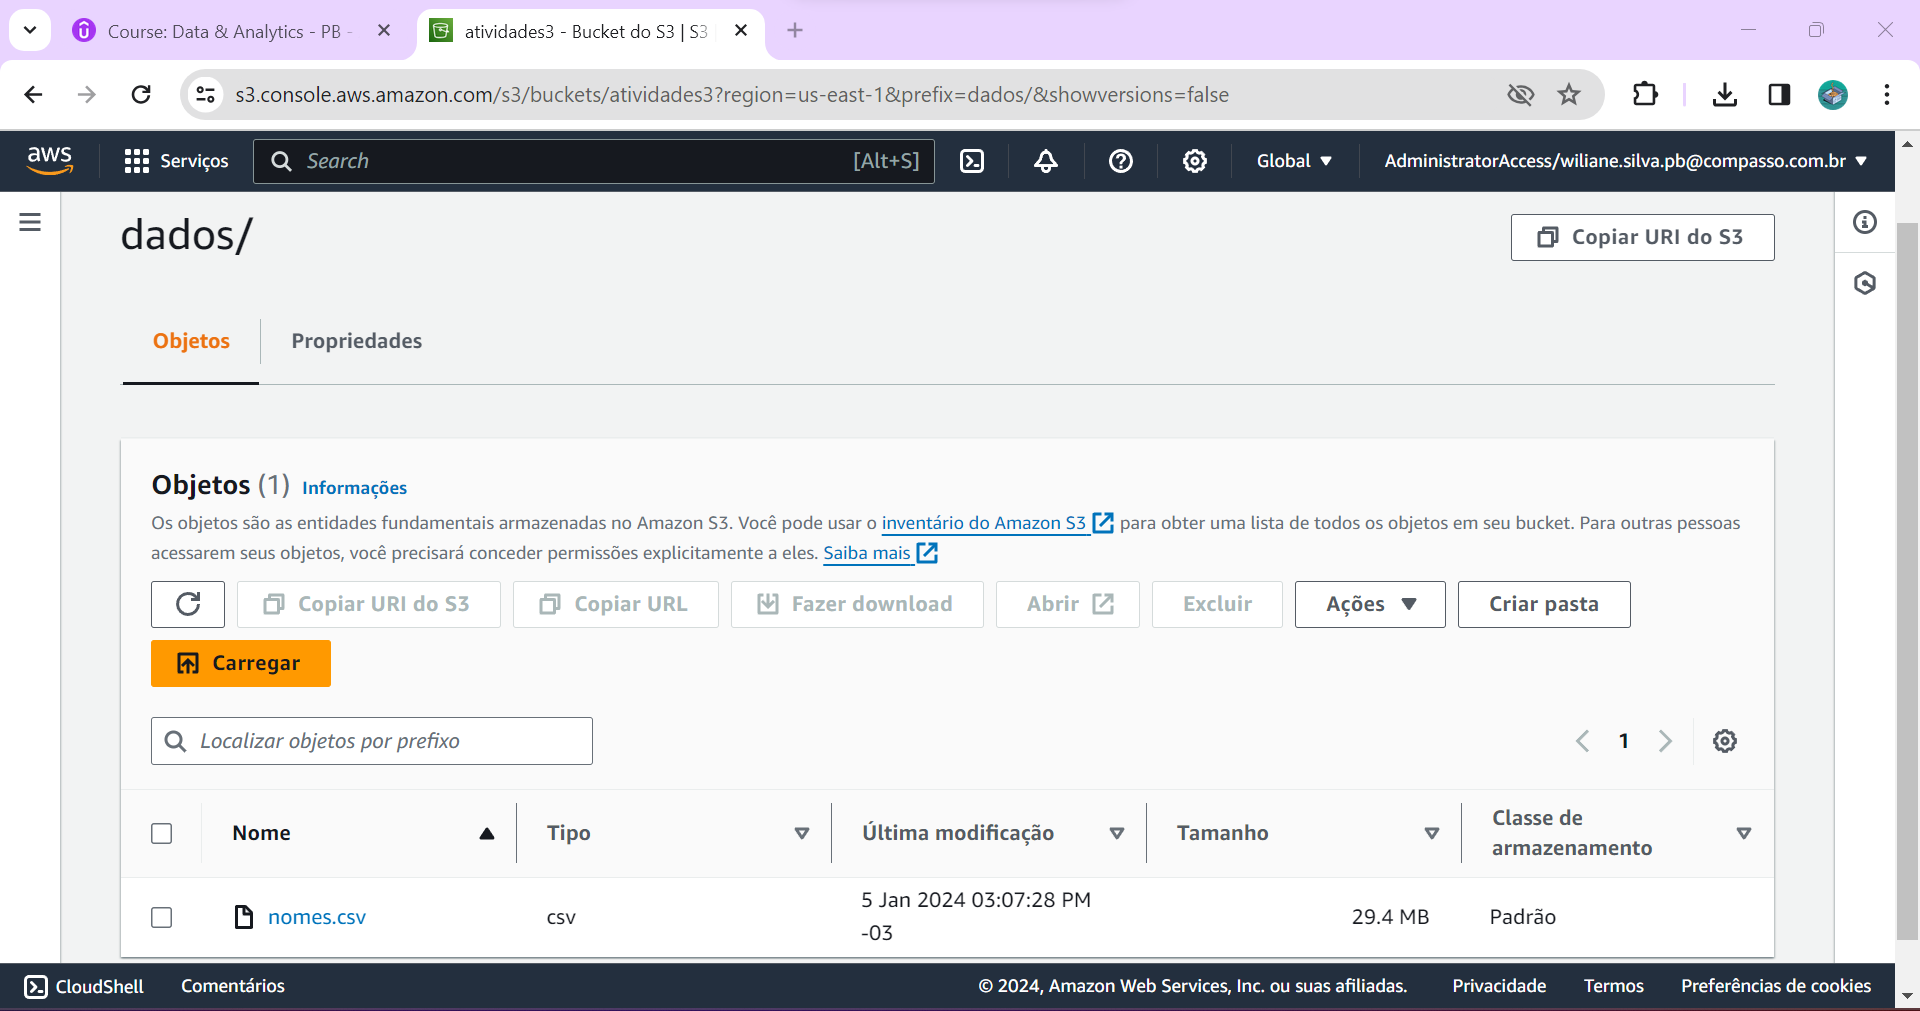 Course: Data & Analytics - PB -
atividades3 - Bucket do S3 | S3
s3.console.aws.amazon.com/s3/buckets/atividades3?region=us-east-1&prefix=dados/&showversions=false
aws
Serviços
Search
[Alt+S]
Global
AdministratorAccess/wiliane.silva.pb@compasso.com.br
dados/
Copiar URI do S3
Objetos
Propriedades
Objetos (1) Informações
Os objetos são as entidades fundamentais armazenadas no Amazon S3. Você pode usar o inventário do Amazon S3 para obter uma lista de todos os objetos em seu bucket. Para outras pessoas
acessarem seus objetos, você precisará conceder permissões explicitamente a eles. Saiba mais
Copiar URI do S3
Copiar URL
Fazer download
Abrir
Excluir
Ações
Criar pasta
Carregar
Localizar objetos por prefixo
1
Nome
Tipo
Última modificação
Tamanho
Classe de
armazenamento
nomes.csv
csv
5 Jan 2024 03:07:28 PM
-03
29.4 MB
Padrão
CloudShell
Comentários
© 2024, Amazon Web Services, Inc. ou suas afiliadas.
Privacidade
Termos
Preferências de cookies